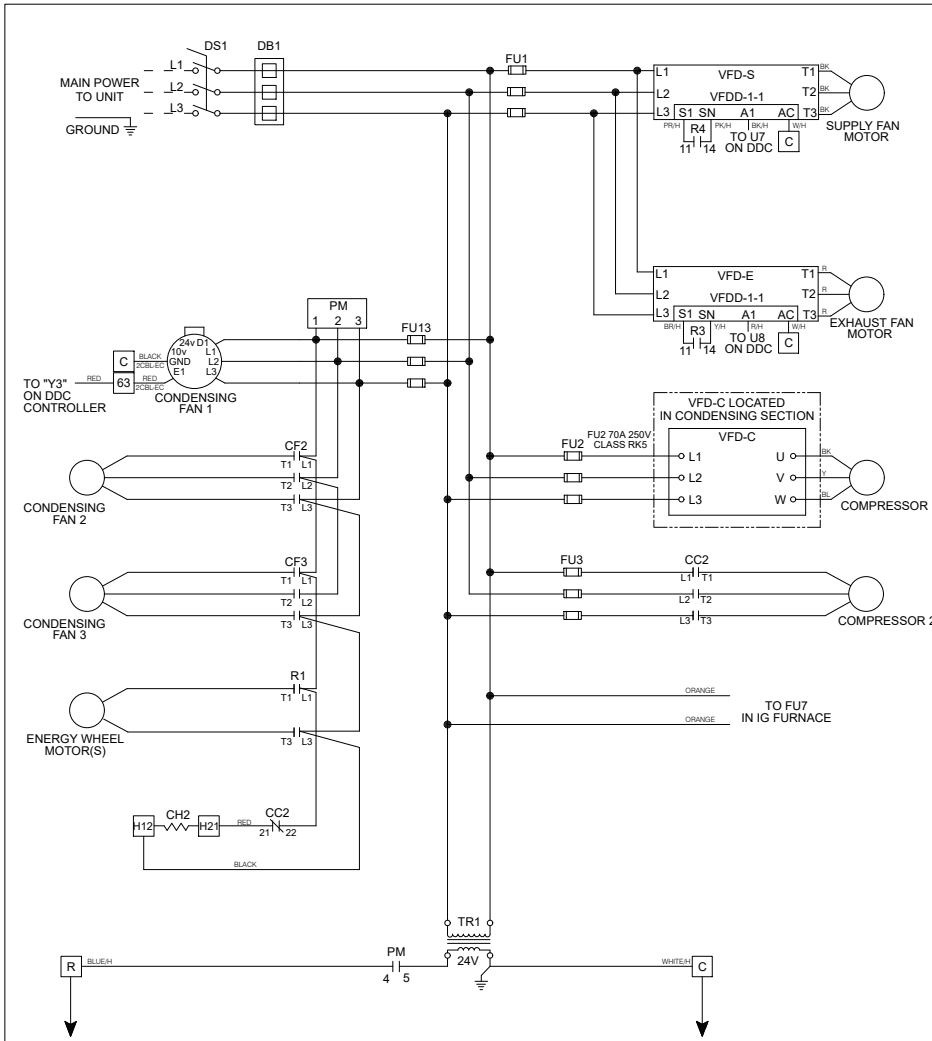 DS1 DB1
MAIN POWER
TO UNIT
L1
L2
L3
GROUND
FU1
L1 VFD-S T1 BK
L2 VFDD-1-1 T2 BK
L3 S1 SN A1 AC T3 BK
PR/H R4 PK/H BK/H W/H
11 14
TO U7
ON DDC
C
SUPPLY FAN
MOTOR
L1 VFD-E T1 R
L2 VFDD-1-1 T2 R
L3 S1 SN A1 AC T3 R
BR/H R3 Y/H R/H W/H
11 14
TO U8
ON DDC
C
EXHAUST FAN
MOTOR
PM
1 2 3
FU13
24v D1
10v L1
GND L2
E1 L3
C BLACK
2CBL-EC
TO "Y3"
ON DDC
CONTROLLER
RED 63 RED
2CBL-EC
CONDENSING
FAN 1
VFD-C LOCATED
IN CONDENSING SECTION
FU2 70A 250V
CLASS RK5
FU2
VFD-C
L1 U BK
L2 V Y
L3 W BL
COMPRESSOR
CF2
T1 L1
T2 L2
T3 L3
CONDENSING
FAN 2
CF3
T1 L1
T2 L2
T3 L3
CONDENSING
FAN 3
FU3 CC2
L1 T1
L2 T2
L3 T3
COMPRESSOR 2
R1
T1 L1
T3 L3
ENERGY WHEEL
MOTOR(S)
ORANGE
ORANGE
TO FU7
IN IG FURNACE
H12 CH2 H21 RED CC2
21 22
BLACK
TR1
24V
R BLUE/H PM
4 5
WHITE/H C